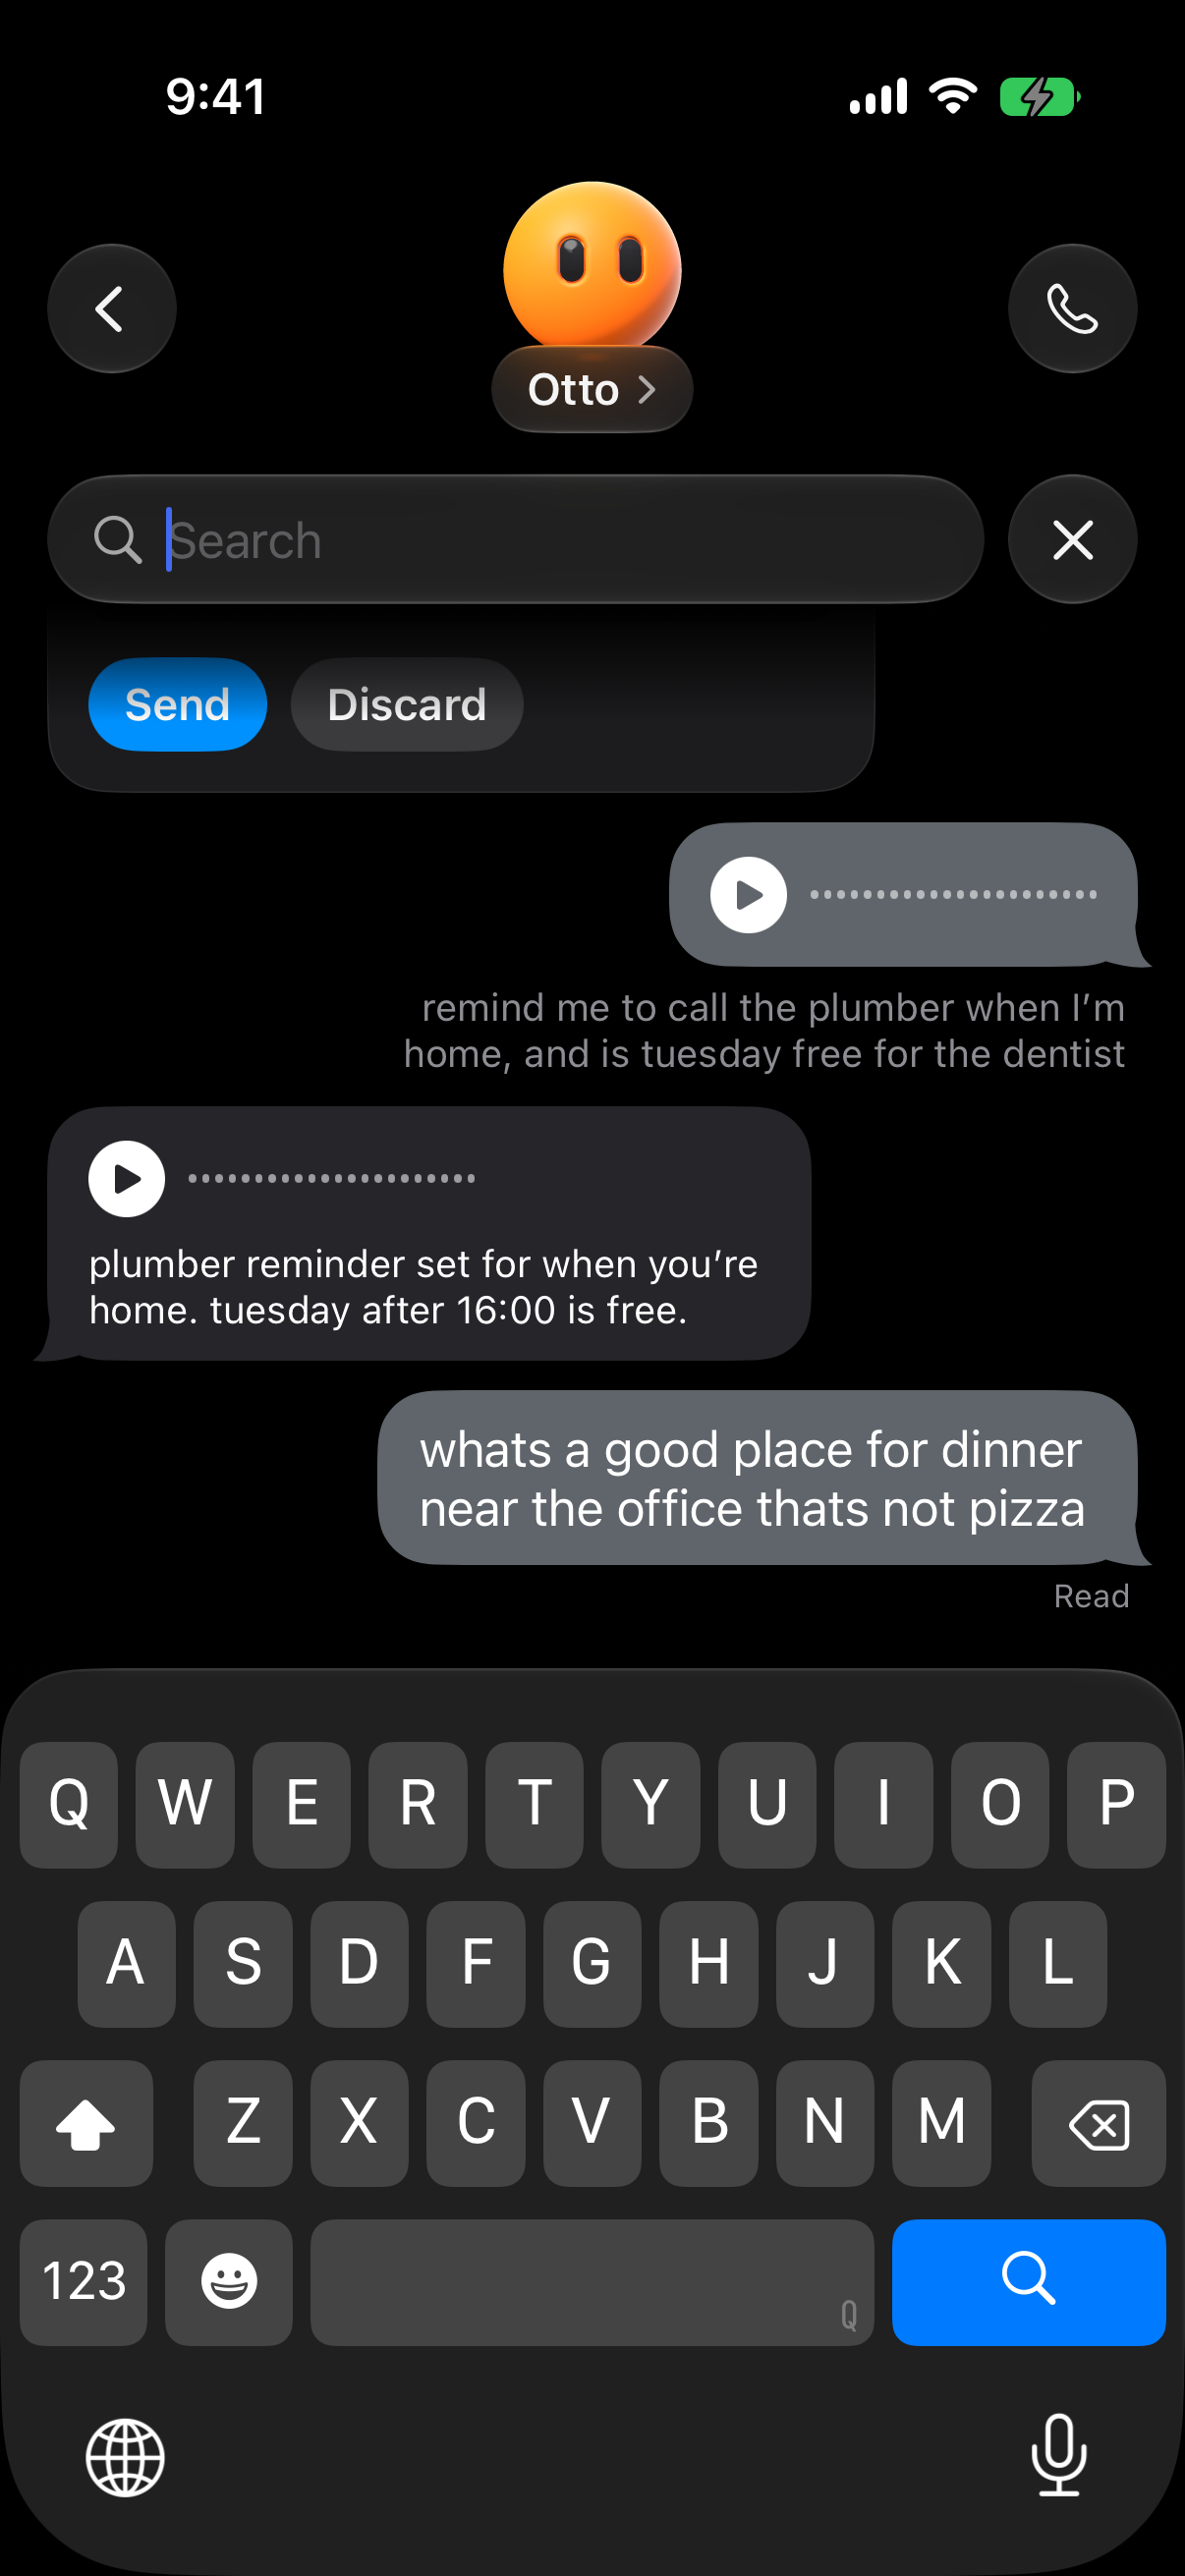 9:41
Otto
Search
Send Discard
remind me to call the plumber when I’m
home, and is tuesday free for the dentist
plumber reminder set for when you’re
home. tuesday after 16:00 is free.
whats a good place for dinner
near the office thats not pizza
Read
Q W E R T Y U I O P
A S D F G H J K L
Z X C V B N M
123
Q